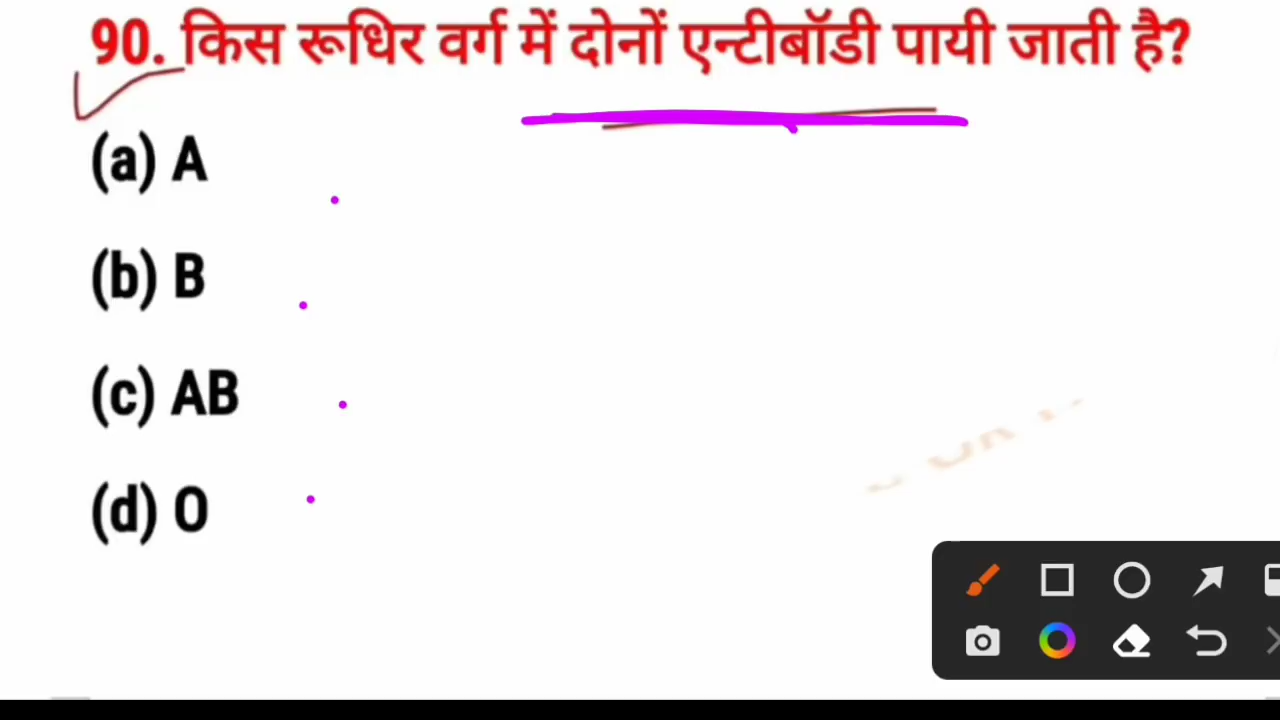 90. किस रूधिर वर्ग में दोनों एन्टीबॉडी पायी जाती है?
(a) A
(b) B
(c) AB
(d) O